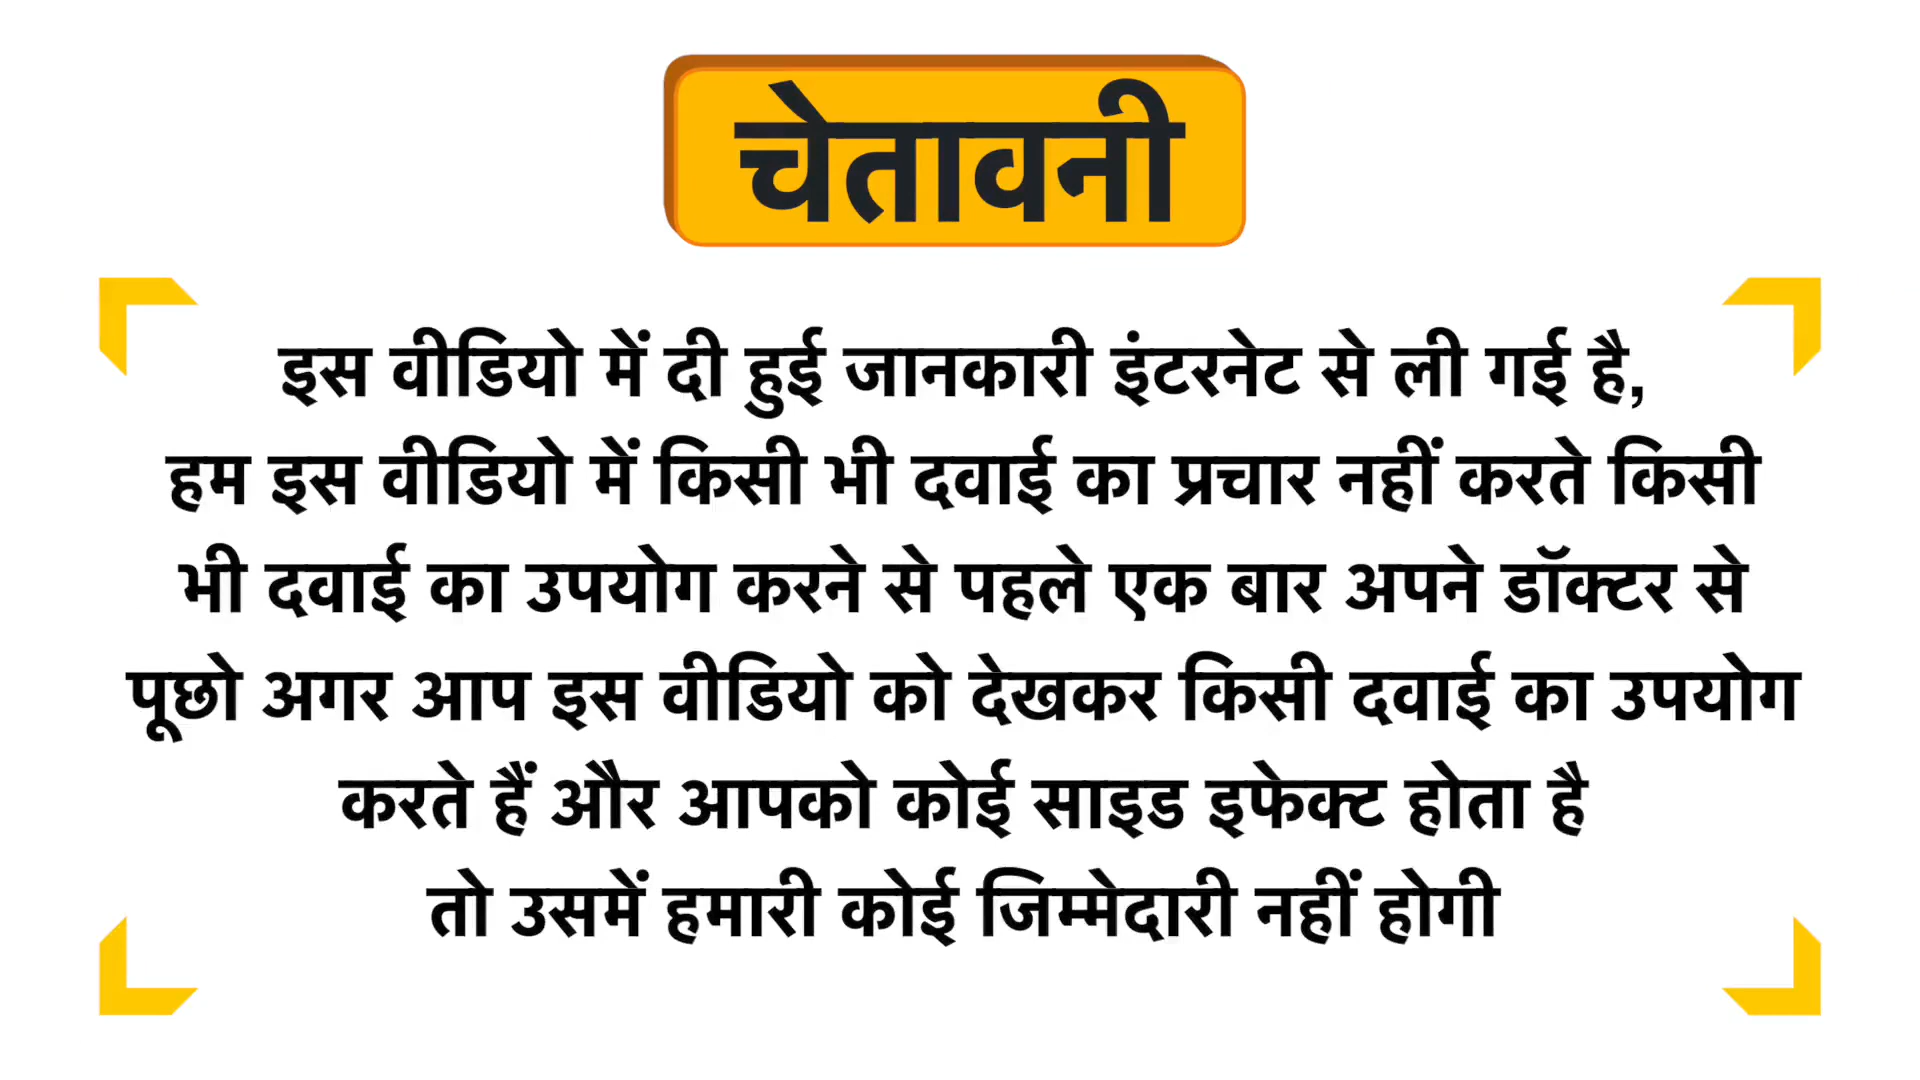 चेतावनी
इस वीडियो में दी हुई जानकारी इंटरनेट से ली गई है,
हम इस वीडियो में किसी भी दवाई का प्रचार नहीं करते किसी
भी दवाई का उपयोग करने से पहले एक बार अपने डॉक्टर से
पूछो अगर आप इस वीडियो को देखकर किसी दवाई का उपयोग
करते हैं और आपको कोई साइड इफेक्ट होता है
तो उसमें हमारी कोई जिम्मेदारी नहीं होगी